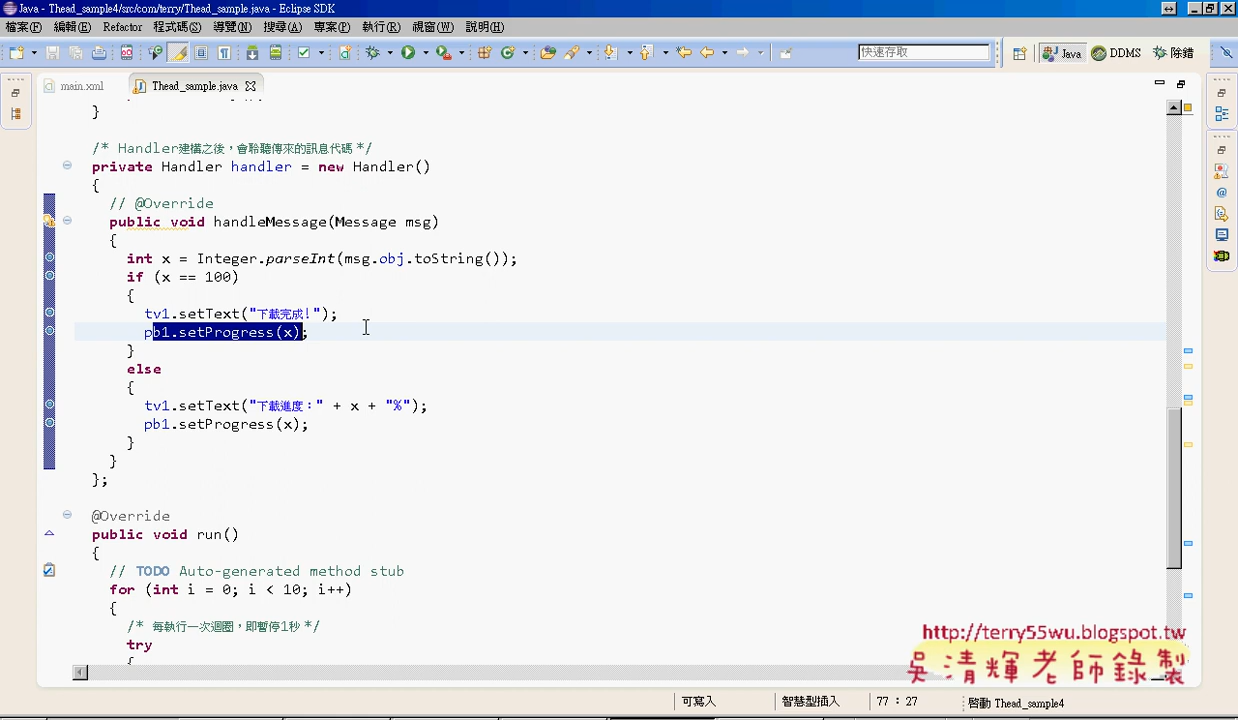 Java - Thead_sample4/src/com/terry/Thead_sample.java - Eclipse SDK
檔案(F) 編輯(E) Refactor 程式碼(S) 導覽(N) 搜尋(A) 專案(P) 執行(R) 視窗(W) 說明(H)
快速存取 Java DDMS 除錯
main.xml Thead_sample.java
}
/* Handler建構之後，會聆聽傳來的訊息代碼 */
private Handler handler = new Handler()
{
// @Override
public void handleMessage(Message msg)
{
int x = Integer.parseInt(msg.obj.toString());
if (x == 100)
{
tv1.setText("下載完成!");
pb1.setProgress(x);
}
else
{
tv1.setText("下載進度：" + x + "%");
pb1.setProgress(x);
}
}
};
@Override
public void run()
{
// TODO Auto-generated method stub
for (int i = 0; i < 10; i++)
{
/* 每執行一次迴圈，即暫停1秒 */
try
{
http://terry55wu.blogspot.tw
吳清輝老師錄製
可寫入 智慧型插入 77 : 27 啓動 Thead_sample4